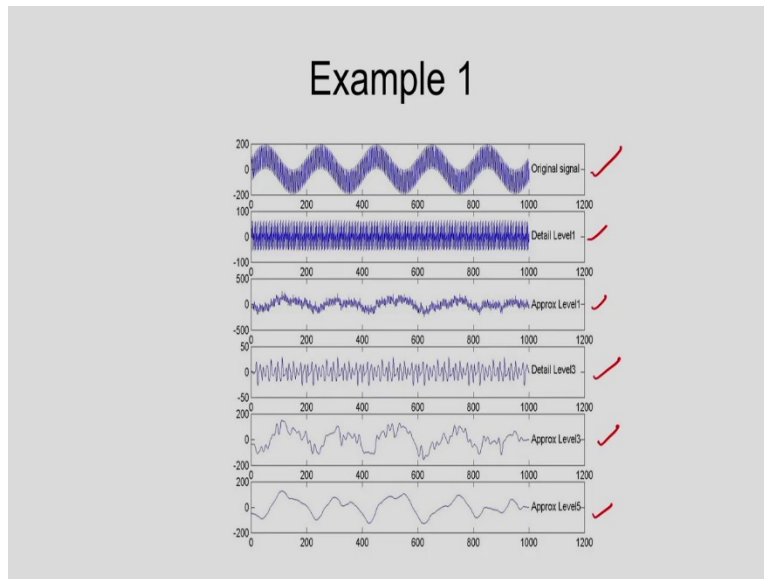 Example 1
200
0
-200
Original signal
0 200 400 600 800 1000 1200
100
0
-100
Detail Level1
0 200 400 600 800 1000 1200
500
0
-500
Approx Level1
0 200 400 600 800 1000 1200
50
0
-50
Detail Level3
0 200 400 600 800 1000 1200
200
0
-200
Approx Level3
0 200 400 600 800 1000 1200
200
0
-200
Approx Level5
0 200 400 600 800 1000 1200